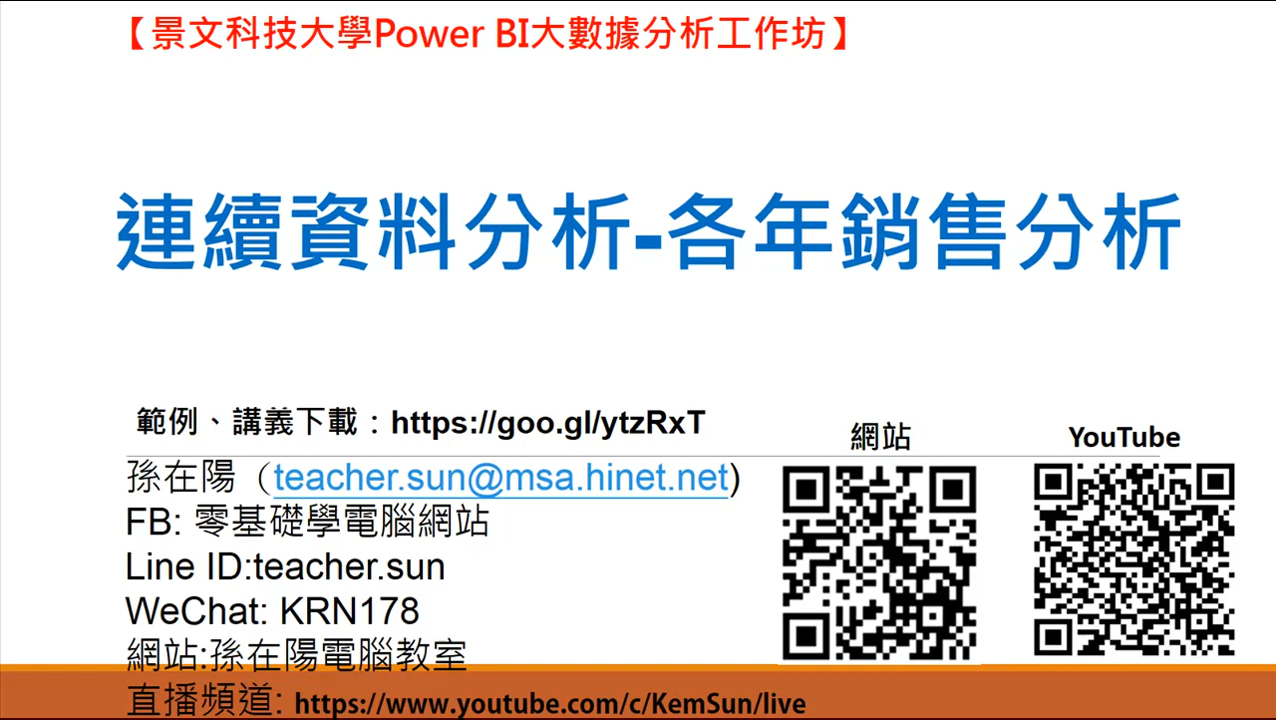 【景文科技大學Power BI大數據分析工作坊】
連續資料分析-各年銷售分析
範例、講義下載：https://goo.gl/ytzRxT
網站
YouTube
孫在陽（teacher.sun@msa.hinet.net)
FB: 零基礎學電腦網站
Line ID:teacher.sun
WeChat: KRN178
網站:孫在陽電腦教室
直播頻道: https://www.youtube.com/c/KemSun/live